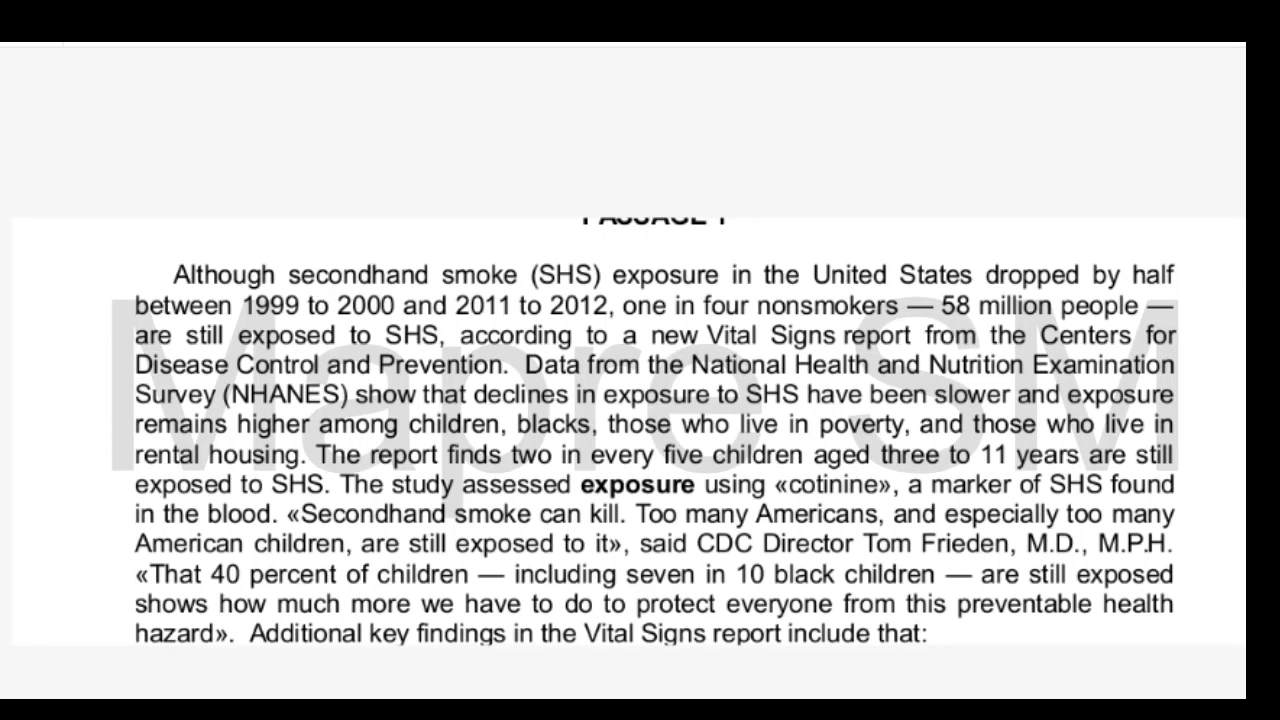 PASSAGE 1
Although secondhand smoke (SHS) exposure in the United States dropped by half
between 1999 to 2000 and 2011 to 2012, one in four nonsmokers — 58 million people —
are still exposed to SHS, according to a new Vital Signs report from the Centers for
Disease Control and Prevention. Data from the National Health and Nutrition Examination
Survey (NHANES) show that declines in exposure to SHS have been slower and exposure
remains higher among children, blacks, those who live in poverty, and those who live in
rental housing. The report finds two in every five children aged three to 11 years are still
exposed to SHS. The study assessed exposure using «cotinine», a marker of SHS found
in the blood. «Secondhand smoke can kill. Too many Americans, and especially too many
American children, are still exposed to it», said CDC Director Tom Frieden, M.D., M.P.H.
«That 40 percent of children — including seven in 10 black children — are still exposed
shows how much more we have to do to protect everyone from this preventable health
hazard». Additional key findings in the Vital Signs report include that:
Mapre SM